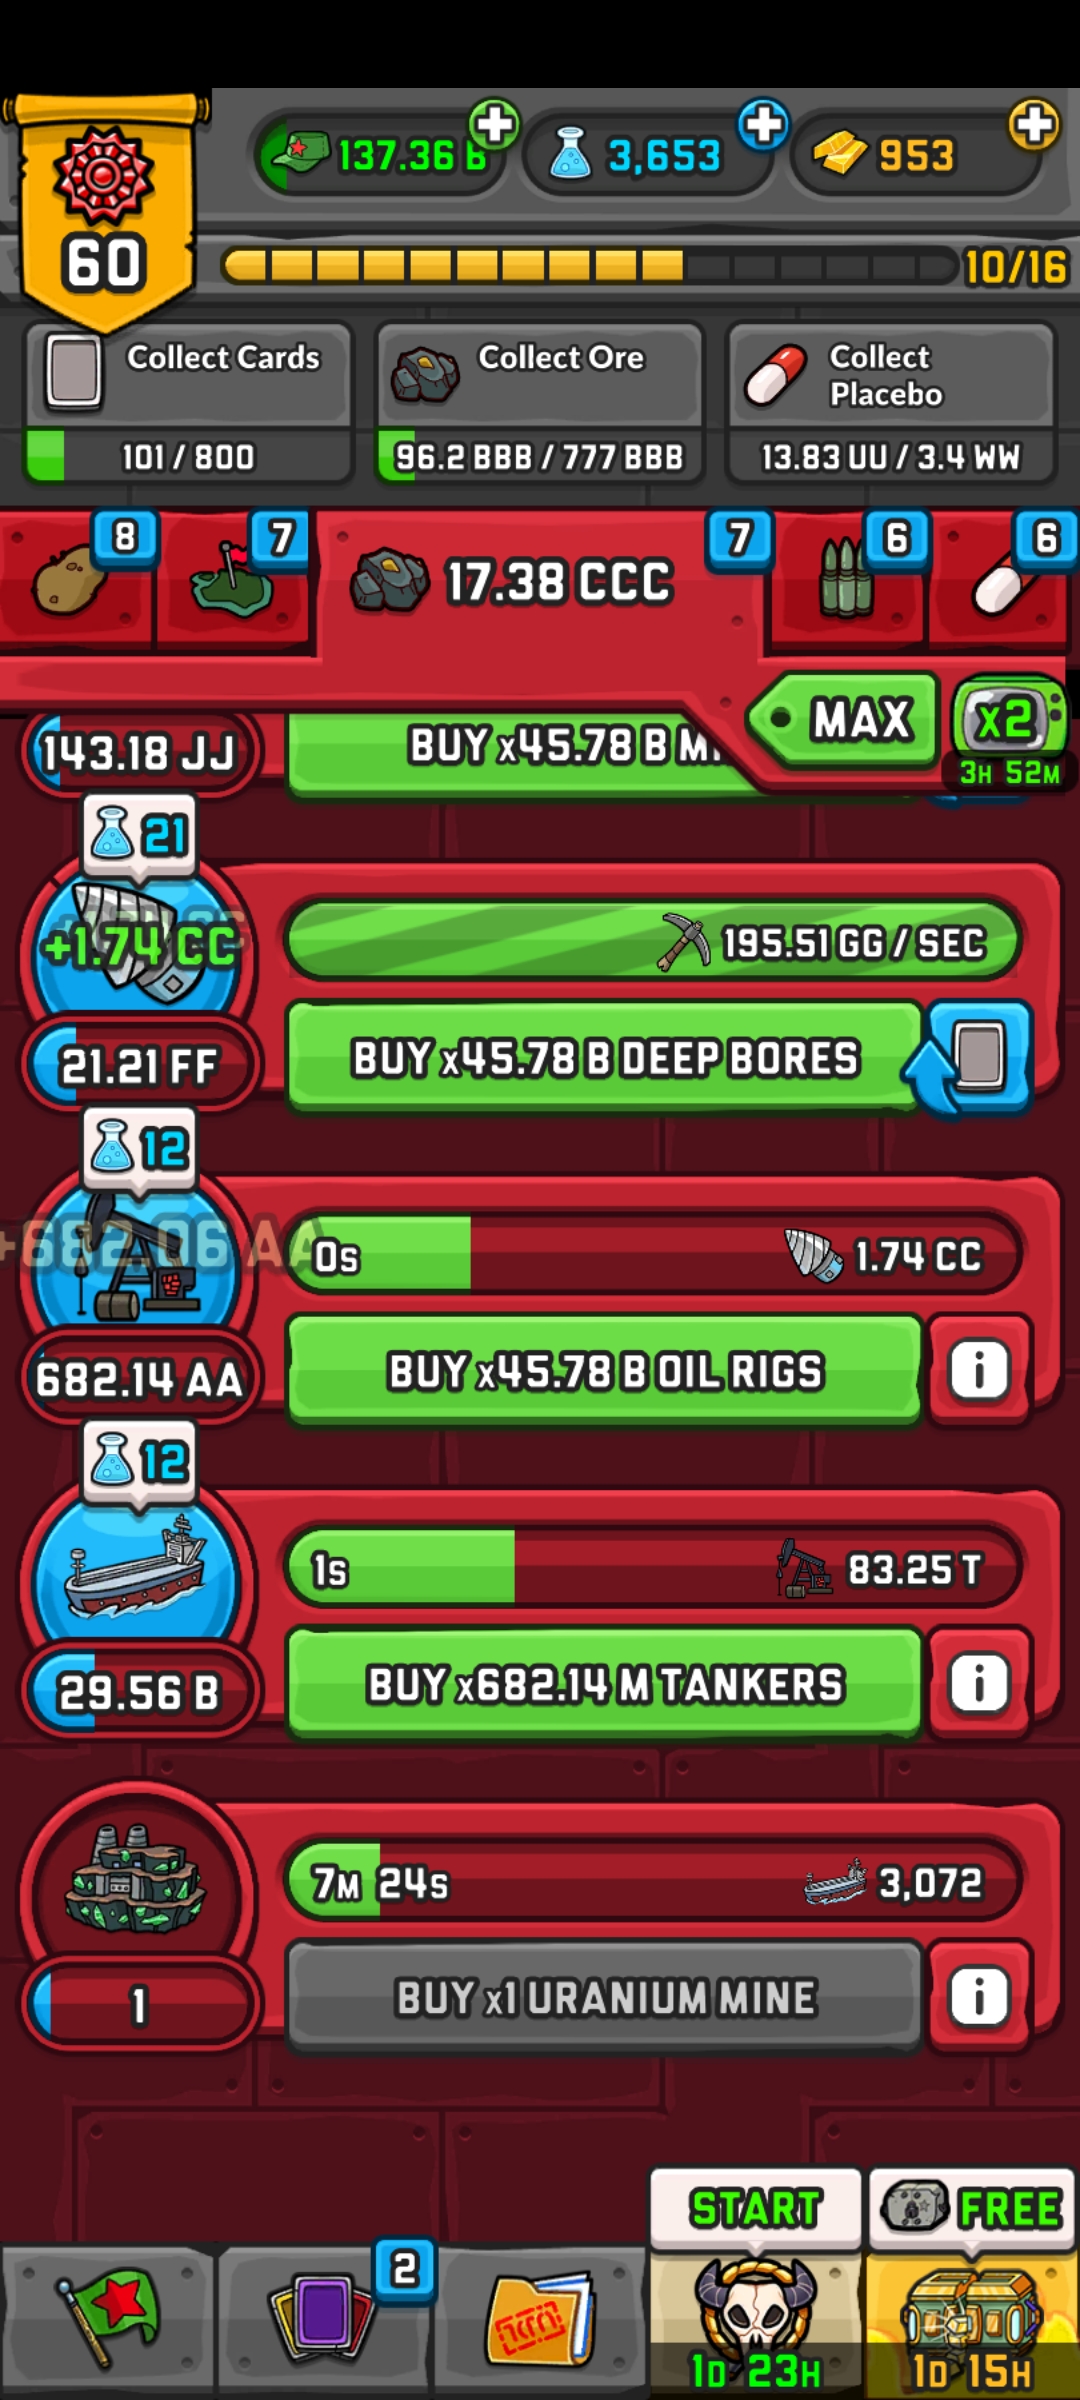 60
137.36 B
3,653
953
10/16
Collect Cards
101 / 800
Collect Ore
96.2 BBB / 777 BBB
Collect
Placebo
13.83 UU / 3.4 WW
8
7
17.38 CCC
7
6
6
MAX
x2
3H 52M
143.18 JJ
BUY x45.78 B
21
+1.74 CC
195.51 GG / SEC
21.21 FF
BUY x45.78 B DEEP BORES
12
+682.06 AA
0s
1.74 CC
682.14 AA
BUY x45.78 B OIL RIGS
i
12
1s
83.25 T
29.56 B
BUY x682.14 M TANKERS
i
7M 24s
3,072
1
BUY x1 URANIUM MINE
i
START
FREE
2
1D 23H
1D 15H